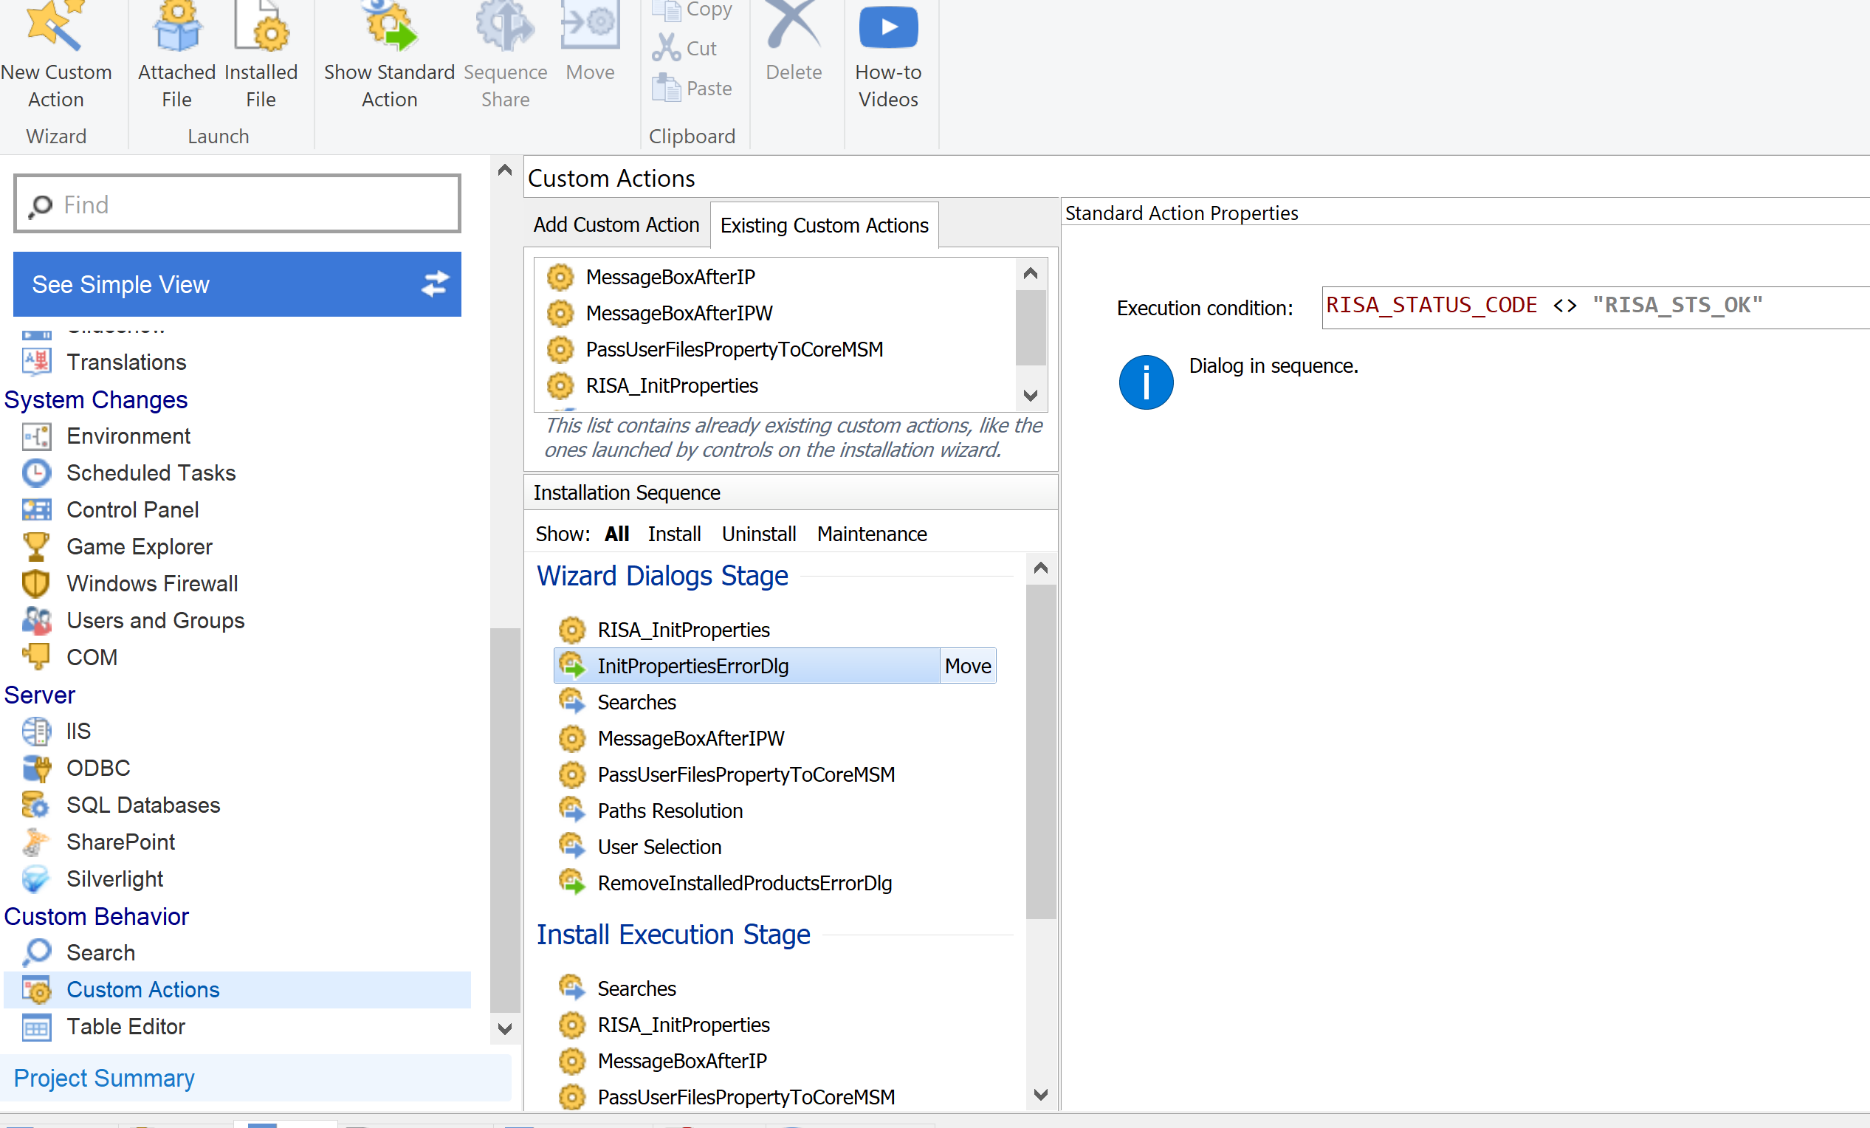 New Custom
Action
Wizard
Attached
File
Installed
File
Launch
Show Standard
Action
Sequence
Share
Move
Copy
Cut
Paste
Clipboard
Delete
How-to
Videos
Find
See Simple View
Slideshow
Translations
System Changes
Environment
Scheduled Tasks
Control Panel
Game Explorer
Windows Firewall
Users and Groups
COM
Server
IIS
ODBC
SQL Databases
SharePoint
Silverlight
Custom Behavior
Search
Custom Actions
Table Editor
Project Summary
Custom Actions
Add Custom Action
Existing Custom Actions
MessageBoxAfterIP
MessageBoxAfterIPW
PassUserFilesPropertyToCoreMSM
RISA_InitProperties
This list contains already existing custom actions, like the
ones launched by controls on the installation wizard.
Installation Sequence
Show: All Install Uninstall Maintenance
Wizard Dialogs Stage
RISA_InitProperties
InitPropertiesErrorDlg Move
Searches
MessageBoxAfterIPW
PassUserFilesPropertyToCoreMSM
Paths Resolution
User Selection
RemoveInstalledProductsErrorDlg
Install Execution Stage
Searches
RISA_InitProperties
MessageBoxAfterIP
PassUserFilesPropertyToCoreMSM
Standard Action Properties
Execution condition: RISA_STATUS_CODE <> "RISA_STS_OK"
Dialog in sequence.